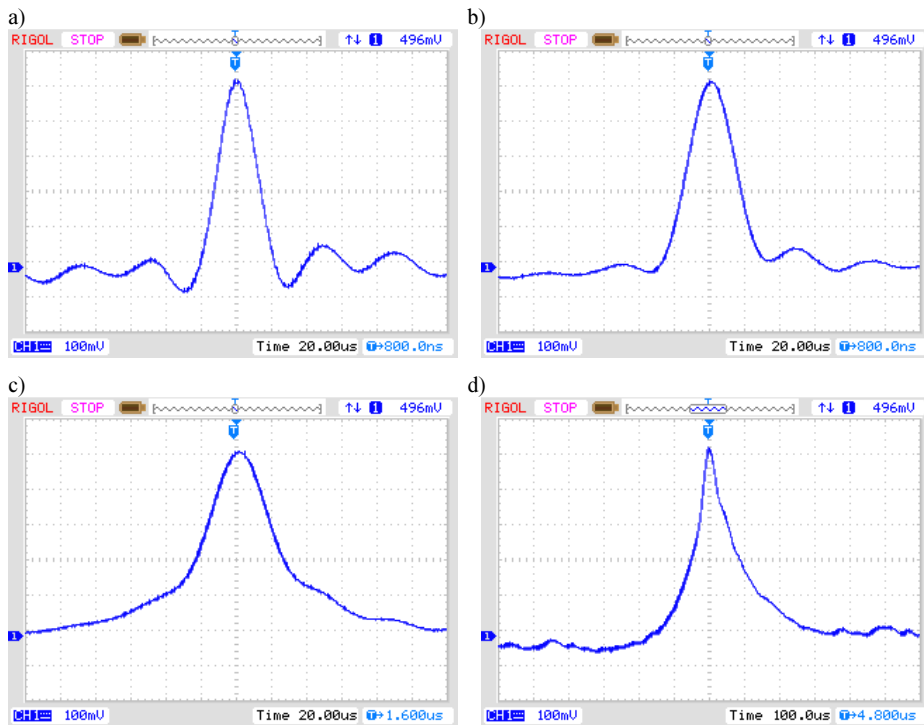 a)
RIGOL STOP T ↑↓ 1 496mV
T
1
CH1 100mV Time 20.00us T→800.0ns
b)
RIGOL STOP T ↑↓ 1 496mV
T
1
CH1 100mV Time 20.00us T→800.0ns
c)
RIGOL STOP T ↑↓ 1 496mV
T
1
CH1 100mV Time 20.00us T→1.600us
d)
RIGOL STOP T ↑↓ 1 496mV
T
1
CH1 100mV Time 100.0us T→4.800us